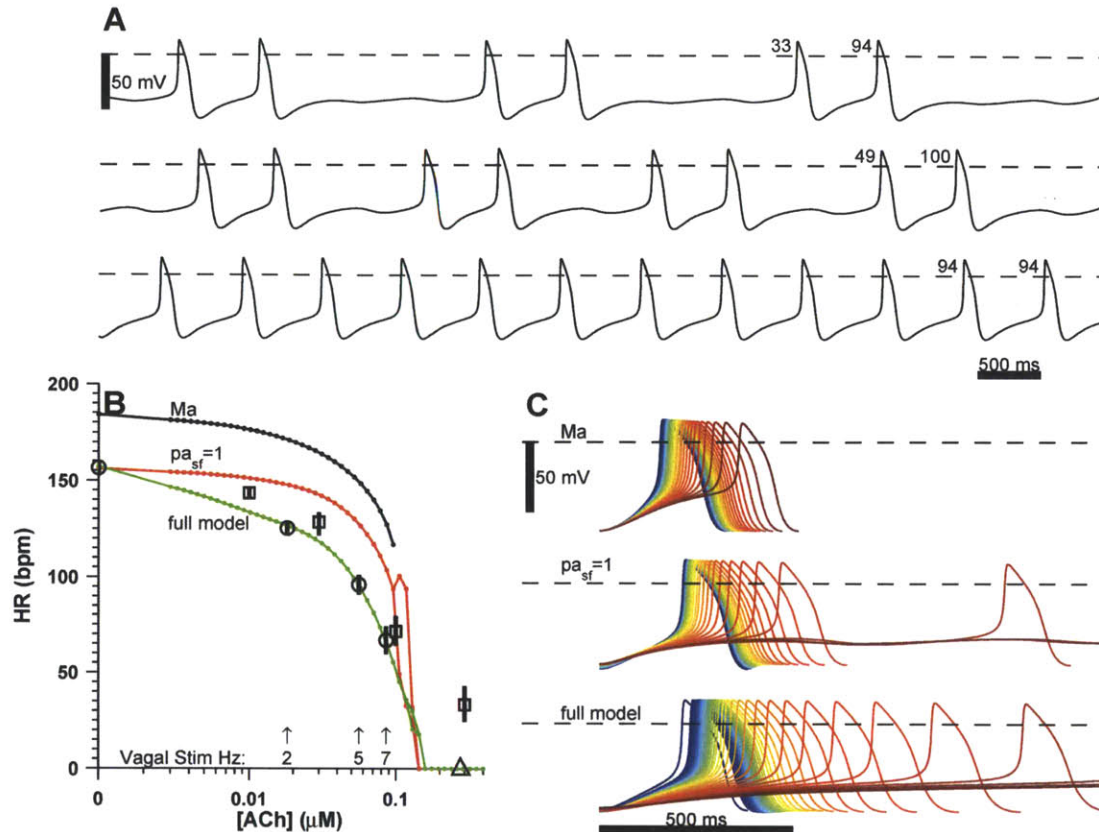 A
50 mV
33 94
49 100
94 94
500 ms
B
HR (bpm)
200
150
100
50
0
Ma
pa_sf=1
full model
Vagal Stim Hz: 2 5 7
0 0.01 0.1
[ACh] (μM)
C
Ma
50 mV
pa_sf=1
full model
500 ms